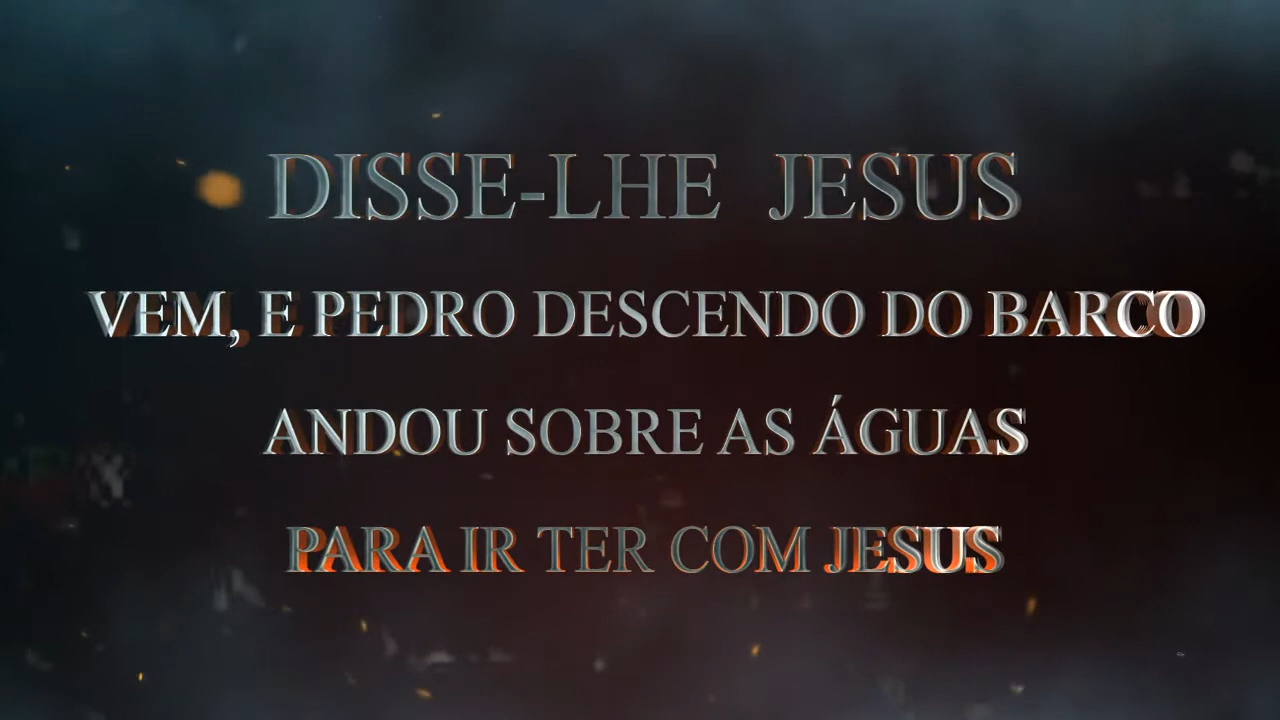 DISSE-LHE JESUS
VEM, E PEDRO DESCENDO DO BARCO
ANDOU SOBRE AS ÁGUAS
PARA IR TER COM JESUS